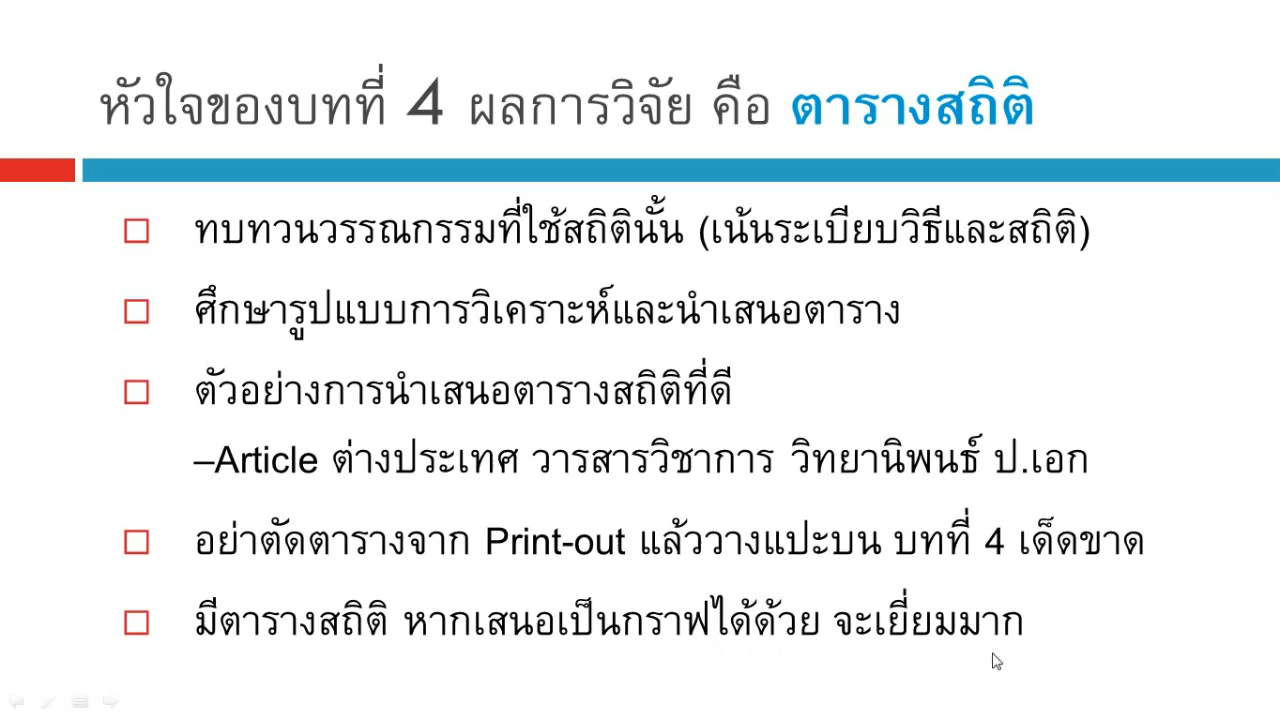 หัวใจของบทที่ 4 ผลการวิจัย คือ ตารางสถิติ
ทบทวนวรรณกรรมที่ใช้สถิตินั้น (เน้นระเบียบวิธีและสถิติ)
ศึกษารูปแบบการวิเคราะห์และนำเสนอตาราง
ตัวอย่างการนำเสนอตารางสถิติที่ดี
–Article ต่างประเทศ วารสารวิชาการ วิทยานิพนธ์ ป.เอก
อย่าตัดตารางจาก Print-out แล้ววางแปะบน บทที่ 4 เด็ดขาด
มีตารางสถิติ หากเสนอเป็นกราฟได้ด้วย จะเยี่ยมมาก